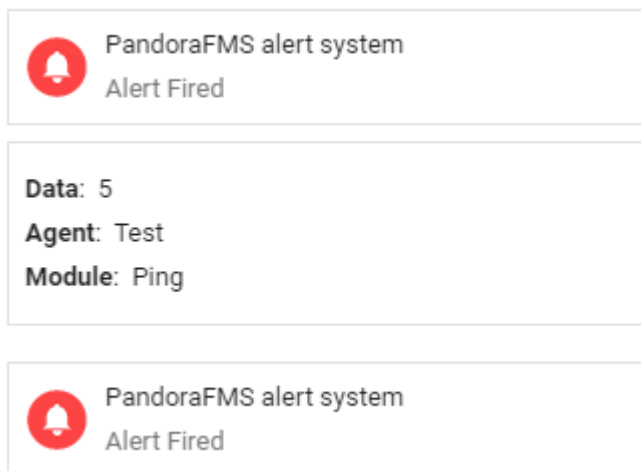 PandoraFMS alert system
Alert Fired
Data: 5
Agent: Test
Module: Ping
PandoraFMS alert system
Alert Fired